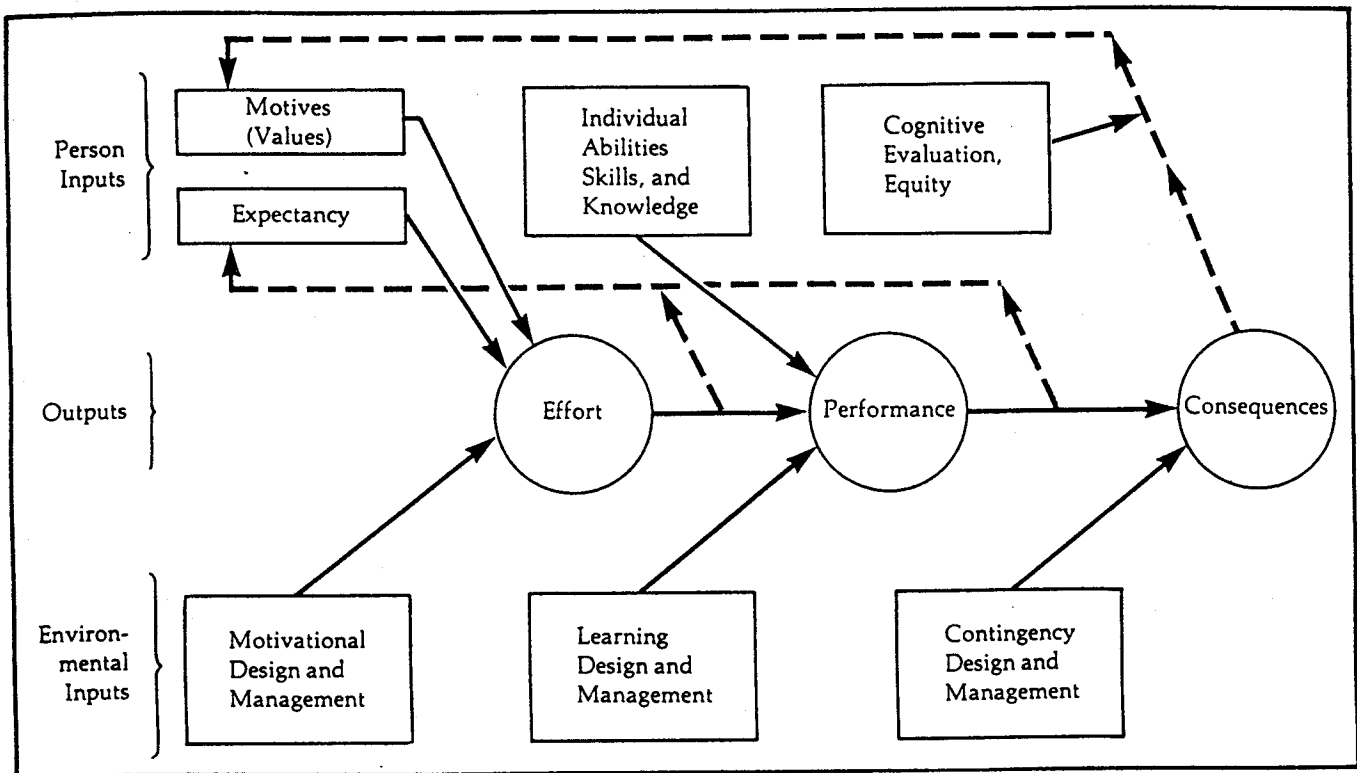 Person
Inputs
Motives
(Values)
Expectancy
Individual
Abilities
Skills, and
Knowledge
Cognitive
Evaluation,
Equity
Outputs
Effort
Performance
Consequences
Environ-
mental
Inputs
Motivational
Design and
Management
Learning
Design and
Management
Contingency
Design and
Management